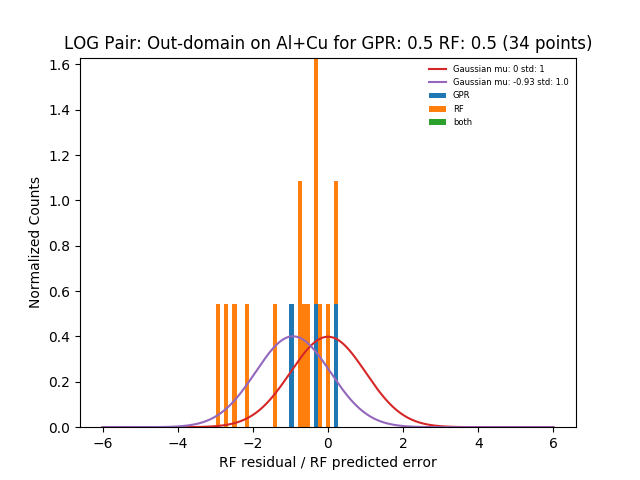 LOG Pair: Out-domain on Al+Cu for GPR: 0.5 RF: 0.5 (34 points)
Gaussian mu: 0 std: 1
Gaussian mu: -0.93 std: 1.0
GPR
RF
both
Normalized Counts
1.6
1.4
1.2
1.0
0.8
0.6
0.4
0.2
0.0
−6 −4 −2 0 2 4 6
RF residual / RF predicted error